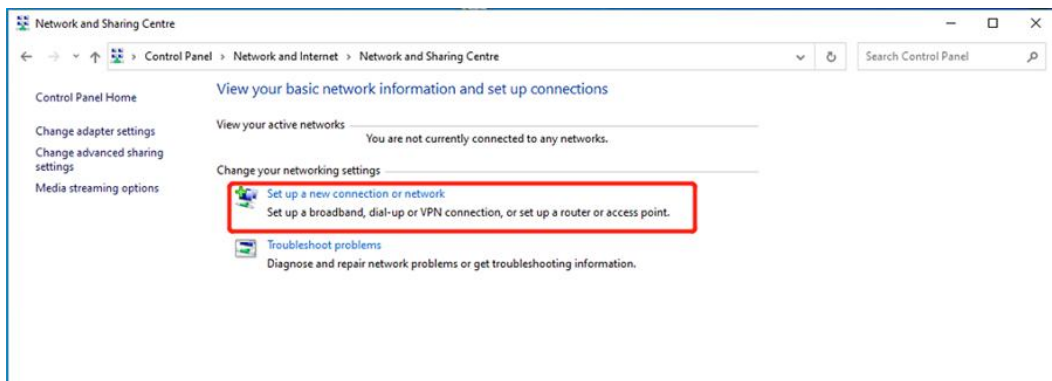 Network and Sharing Centre
Control Panel > Network and Internet > Network and Sharing Centre
Search Control Panel
Control Panel Home
Change adapter settings
Change advanced sharing
settings
Media streaming options
View your basic network information and set up connections
View your active networks
You are not currently connected to any networks.
Change your networking settings
Set up a new connection or network
Set up a broadband, dial-up or VPN connection, or set up a router or access point.
Troubleshoot problems
Diagnose and repair network problems or get troubleshooting information.